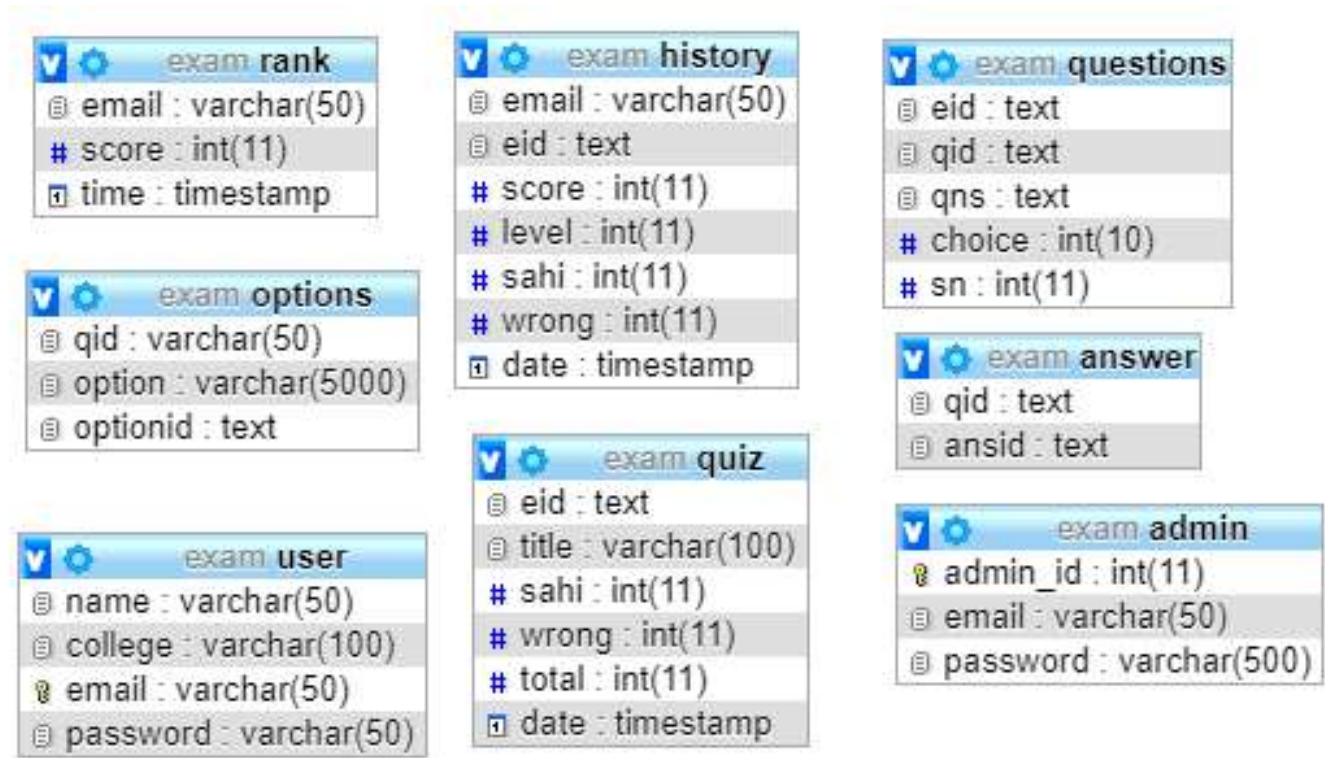 exam rank
email : varchar(50)
# score : int(11)
time : timestamp
exam history
email : varchar(50)
eid : text
# score : int(11)
# level : int(11)
# sahi : int(11)
# wrong : int(11)
date : timestamp
exam questions
eid : text
qid : text
qns : text
# choice : int(10)
# sn : int(11)
exam options
qid : varchar(50)
option : varchar(5000)
optionid : text
exam answer
qid : text
ansid : text
exam quiz
eid : text
title : varchar(100)
# sahi : int(11)
# wrong : int(11)
# total : int(11)
date : timestamp
exam user
name : varchar(50)
college : varchar(100)
email : varchar(50)
password : varchar(50)
exam admin
admin_id : int(11)
email : varchar(50)
password : varchar(500)